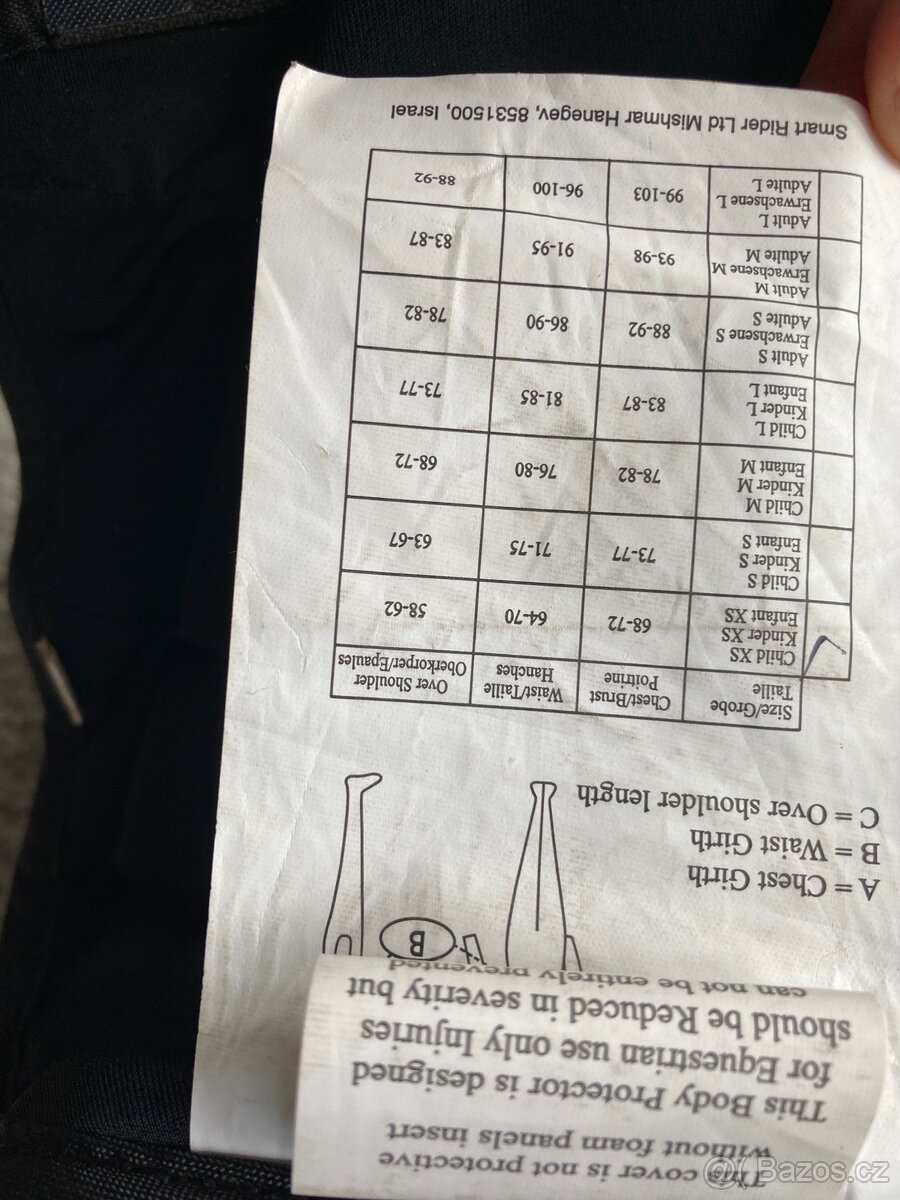 This cover is not protective
without foam panels insert
This Body Protector is designed
for Equestrian use only Injuries
should be Reduced in severity but
can not be entirely prevented
B
A = Chest Girth
B = Waist Girth
C = Over shoulder length
Size/Grobe Taille Chest/Brust Poitrine Waist/Taille Hanches Over Shoulder Oberkorper/Epaules
Child XS Kinder XS Enfant XS 68-72 64-70 58-62
Child S Kinder S Enfant S 73-77 71-75 63-67
Child M Kinder M Enfant M 78-82 76-80 68-72
Child L Kinder L Enfant L 83-87 81-85 73-77
Adult S Erwachsene S Adulte S 88-92 86-90 78-82
Adult M Erwachsene M Adulte M 93-98 91-95 83-87
Adult L Erwachsene L Adulte L 99-103 96-100 88-92
Smart Rider Ltd Mishmar Hanegev, 8531500, Israel
Bazos.cz